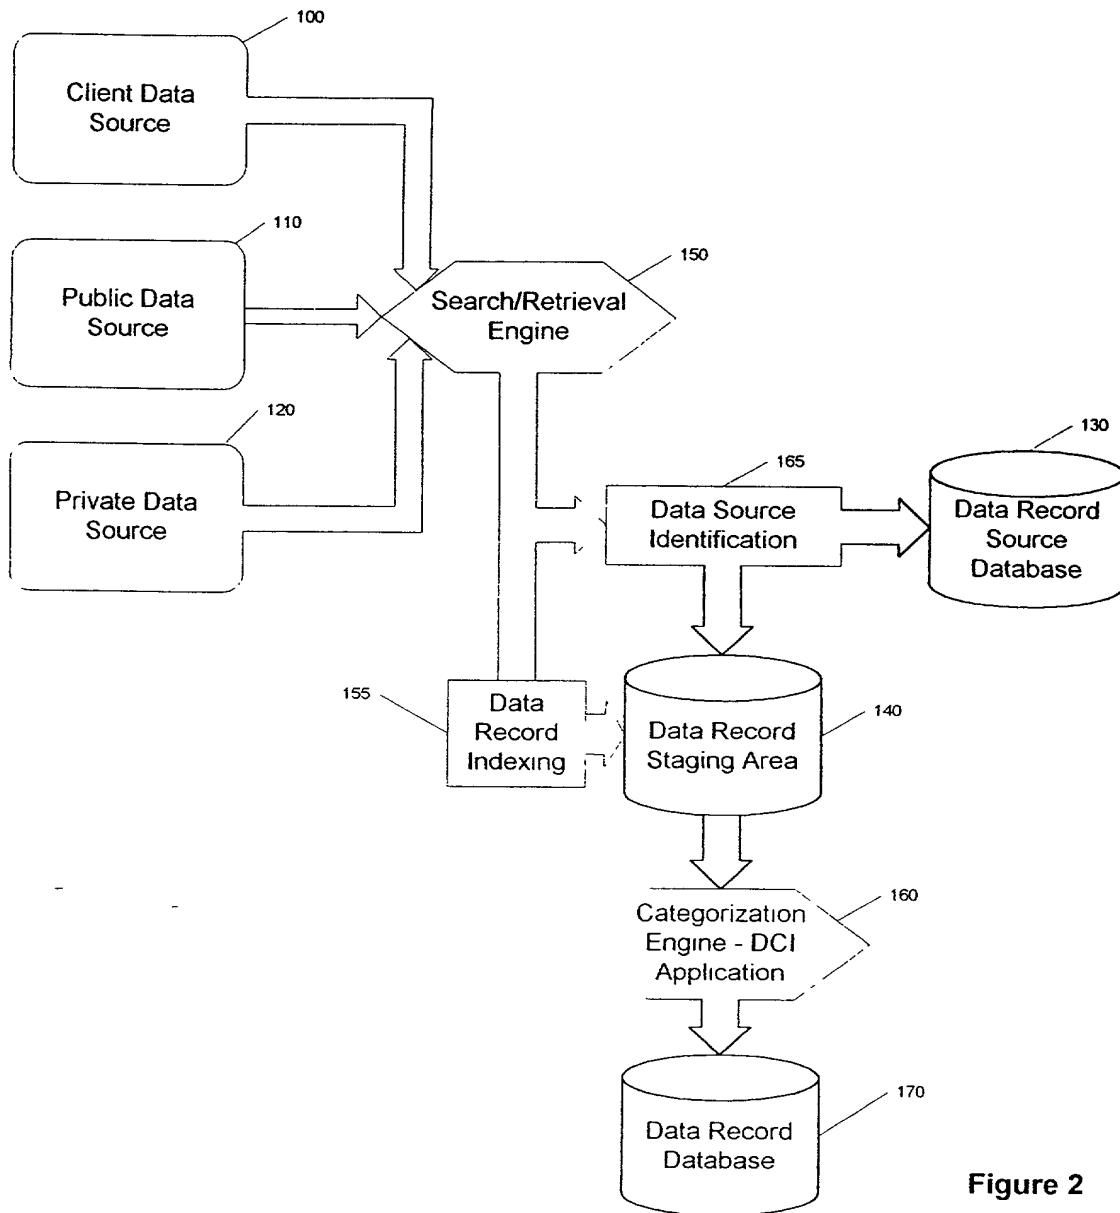 100
Client Data
Source
110
Public Data
Source
150
Search/Retrieval
Engine
120
Private Data
Source
165
Data Source
Identification
130
Data Record
Source
Database
155
Data
Record
Indexing
140
Data Record
Staging Area
160
Categorization
Engine - DCI
Application
170
Data Record
Database
Figure 2